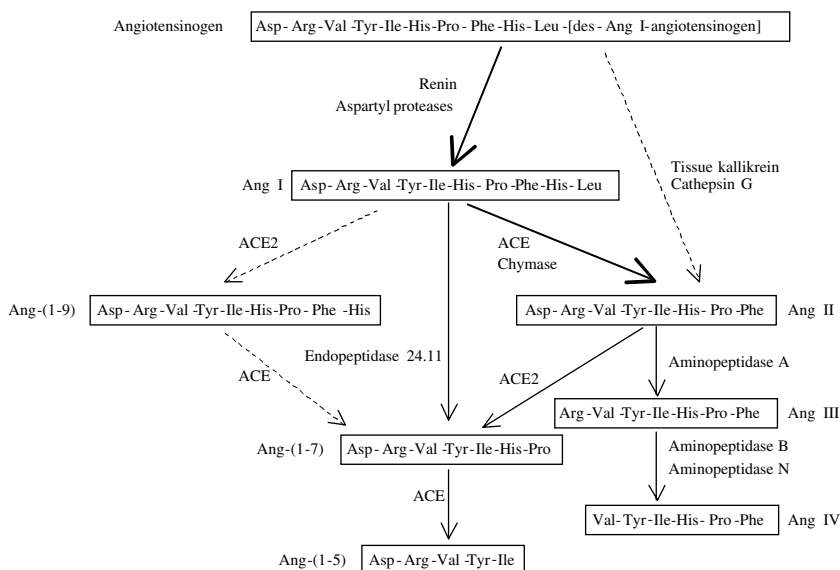 Angiotensinogen Asp-Arg-Val-Tyr-Ile-His-Pro-Phe-His-Leu-[des-Ang I-angiotensinogen]
Renin
Aspartyl proteases
Tissue kallikrein
Cathepsin G
Ang I Asp-Arg-Val-Tyr-Ile-His-Pro-Phe-His-Leu
ACE2
ACE
Chymase
Ang-(1-9) Asp-Arg-Val-Tyr-Ile-His-Pro-Phe-His
Asp-Arg-Val-Tyr-Ile-His-Pro-Phe Ang II
ACE
Endopeptidase 24.11
ACE2
Aminopeptidase A
Arg-Val-Tyr-Ile-His-Pro-Phe Ang III
Ang-(1-7) Asp-Arg-Val-Tyr-Ile-His-Pro
Aminopeptidase B
Aminopeptidase N
ACE
Val-Tyr-Ile-His-Pro-Phe Ang IV
Ang-(1-5) Asp-Arg-Val-Tyr-Ile